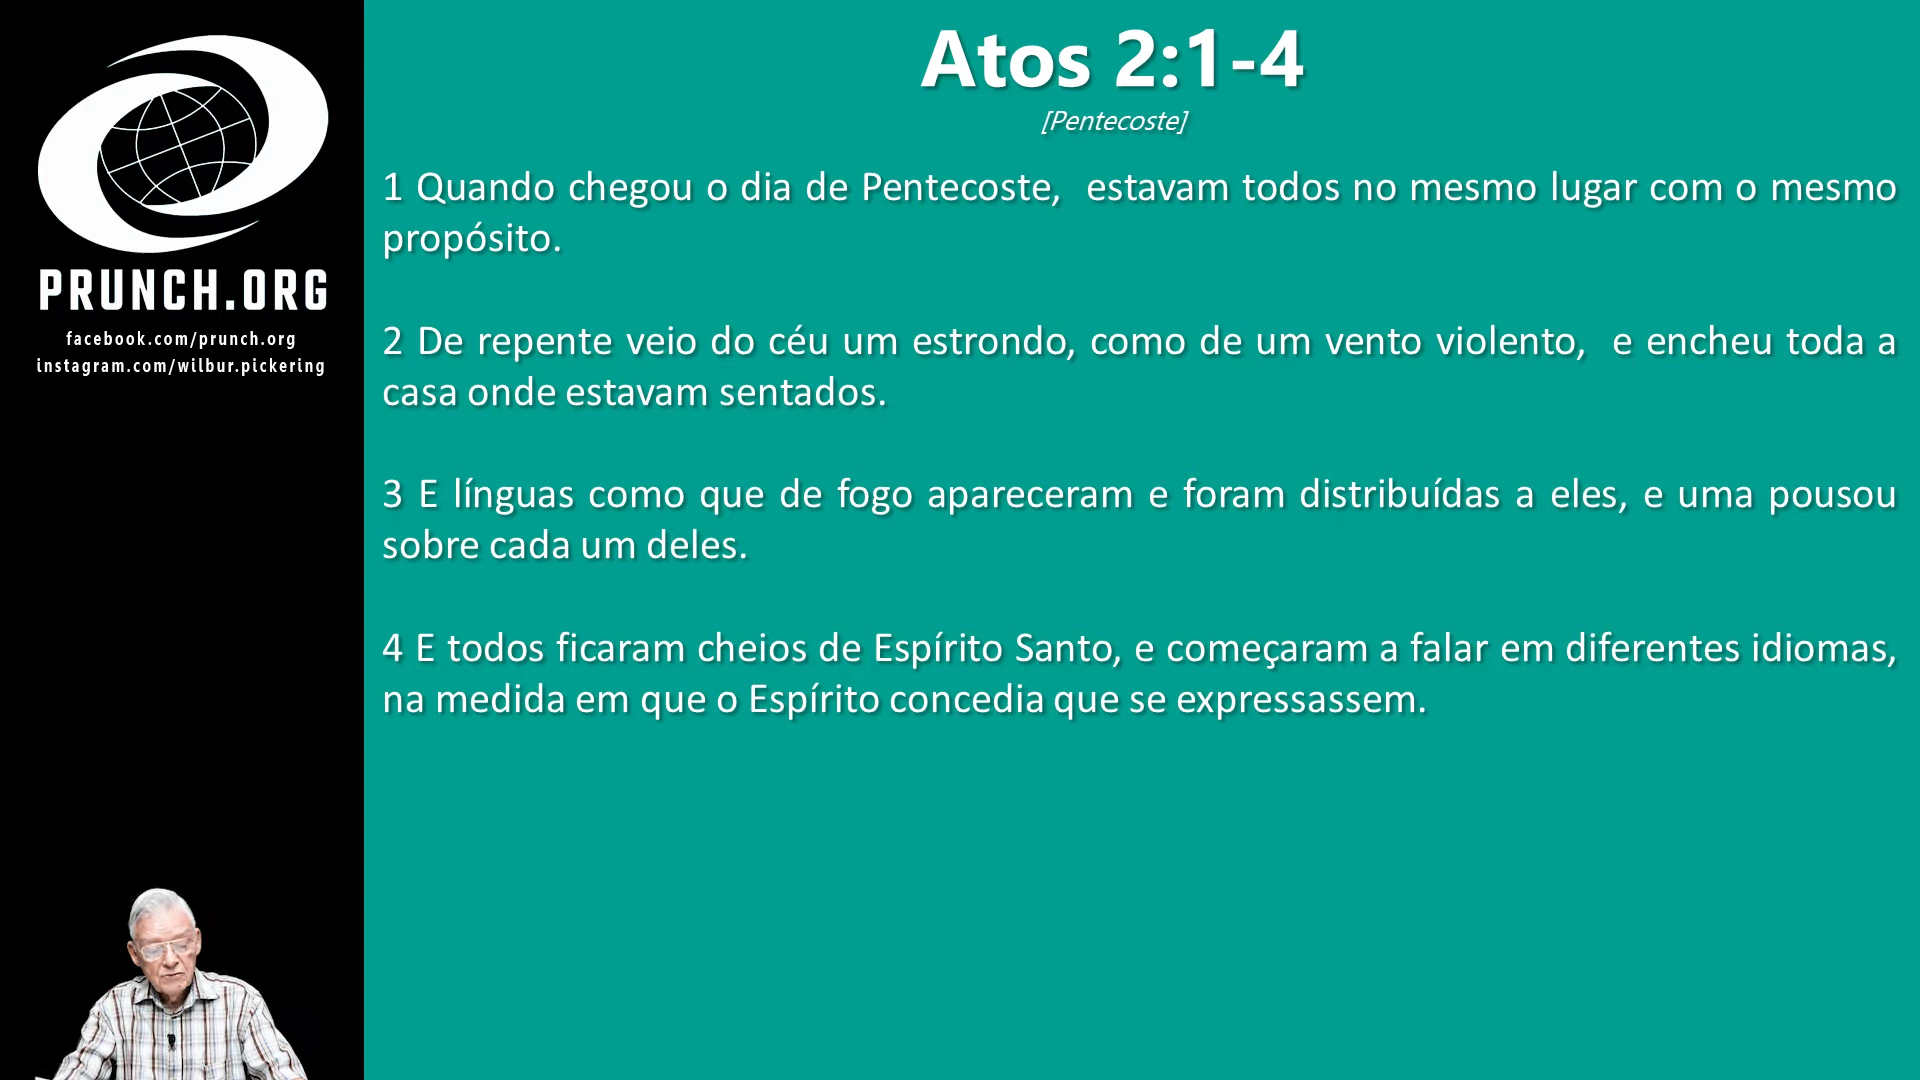 PRUNCH.ORG
facebook.com/prunch.org
instagram.com/wilbur.pickering
Atos 2:1-4
[Pentecoste]
1 Quando chegou o dia de Pentecoste, estavam todos no mesmo lugar com o mesmo
propósito.
2 De repente veio do céu um estrondo, como de um vento violento, e encheu toda a
casa onde estavam sentados.
3 E línguas como que de fogo apareceram e foram distribuídas a eles, e uma pousou
sobre cada um deles.
4 E todos ficaram cheios de Espírito Santo, e começaram a falar em diferentes idiomas,
na medida em que o Espírito concedia que se expressassem.